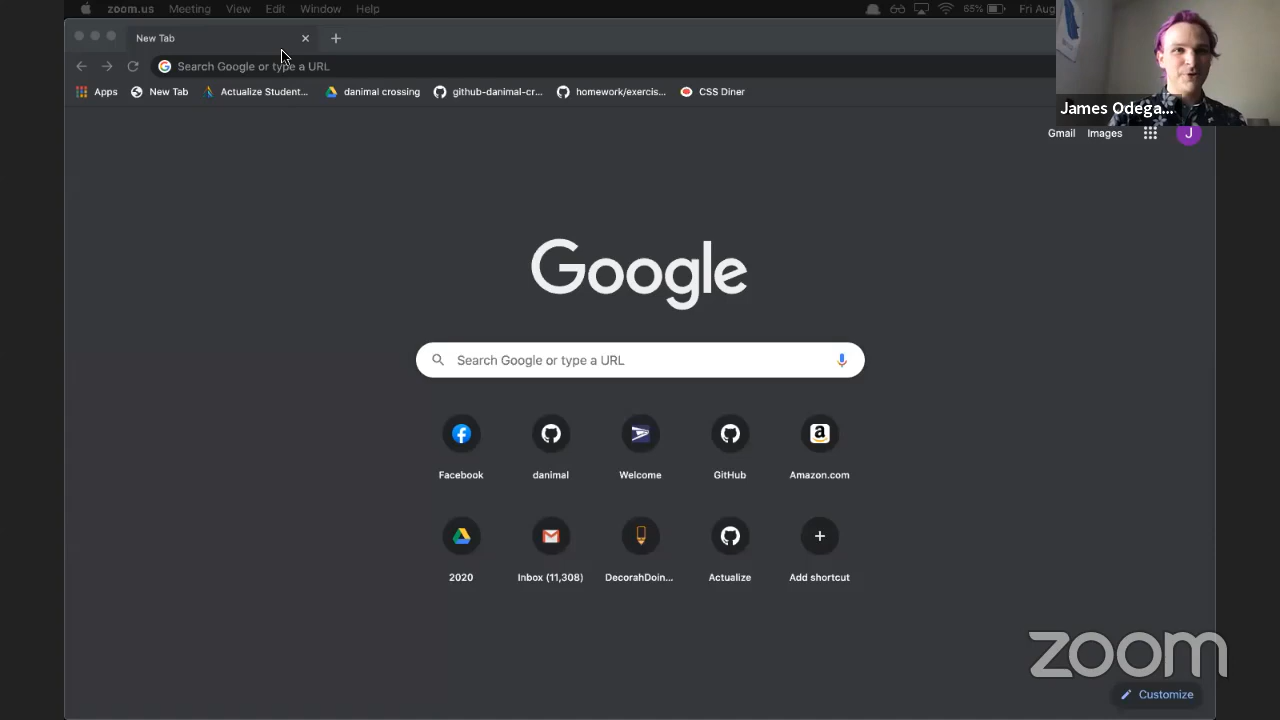 zoom.us Meeting View Edit Window Help 65% Fri Aug
New Tab
Search Google or type a URL
Apps New Tab Actualize Student... danimal crossing github-danimal-cr... homework/exercis... CSS Diner
James Odega...
Gmail Images J
Google
Search Google or type a URL
Facebook danimal Welcome GitHub Amazon.com
2020 Inbox (11,308) DecorahDoin... Actualize Add shortcut
zoom
Customize